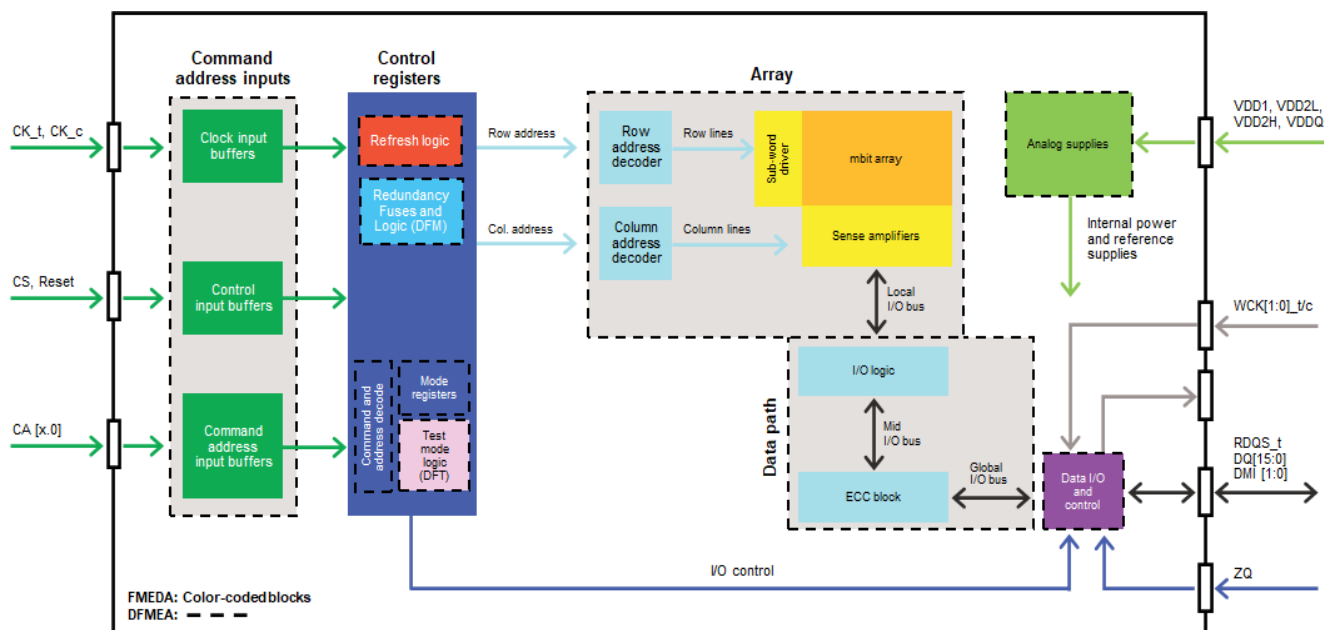 Command
address inputs
Control
registers
Array
CK_t, CK_c
Clock input
buffers
Refresh logic
Row address
Row
address
decoder
Row lines
Sub-word
driver
mbit array
Analog supplies
VDD1, VDD2L,
VDD2H, VDDQ
Redundancy
Fuses and
Logic (DFM)
Col. address
Column
address
decoder
Column lines
Sense amplifiers
Internal power
and reference
supplies
CS, Reset
Control
input buffers
Local
I/O bus
WCK[1:0]_t/c
Data path
I/O logic
Mid
I/O bus
Command and
address decode
Mode
registers
Test
mode
logic
(DFT)
CA [x.0]
Command
address
input buffers
ECC block
Global
I/O bus
Data I/O
and
control
RDQS_t
DQ[15:0]
DMI [1:0]
I/O control
ZQ
FMEDA: Color-coded blocks
DFMEA: